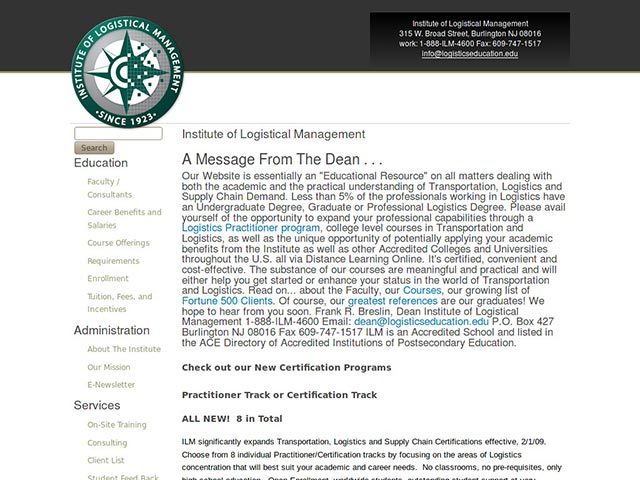 Institute of Logistical Management
315 W. Broad Street, Burlington NJ 08016
work: 1-888-ILM-4600 Fax: 609-747-1517
info@logisticseducation.edu
INSTITUTE OF LOGISTICAL MANAGEMENT
• SINCE 1923 •
Search
Education
Faculty /
Consultants
Career Benefits and
Salaries
Course Offerings
Requirements
Enrollment
Tuition, Fees, and
Incentives
Administration
About The Institute
Our Mission
E-Newsletter
Services
On-Site Training
Consulting
Client List
Student Feed Back
Institute of Logistical Management
A Message From The Dean . . .
Our Website is essentially an "Educational Resource" on all matters dealing with
both the academic and the practical understanding of Transportation, Logistics and
Supply Chain Demand. Less than 5% of the professionals working in Logistics have
an Undergraduate Degree, Graduate or Professional Logistics Degree. Please avail
yourself of the opportunity to expand your professional capabilities through a
Logistics Practitioner program, college level courses in Transportation and
Logistics, as well as the unique opportunity of potentially applying your academic
benefits from the Institute as well as other Accredited Colleges and Universities
throughout the U.S. all via Distance Learning Online. It's certified, convenient and
cost-effective. The substance of our courses are meaningful and practical and will
either help you get started or enhance your status in the world of Transportation
and Logistics. Read on... about the Faculty, our Courses, our growing list of
Fortune 500 Clients. Of course, our greatest references are our graduates! We
hope to hear from you soon. Frank R. Breslin, Dean Institute of Logistical
Management 1-888-ILM-4600 Email: dean@logisticseducation.edu P.O. Box 427
Burlington NJ 08016 Fax 609-747-1517 ILM is an Accredited School and listed in
the ACE Directory of Accredited Institutions of Postsecondary Education.
Check out our New Certification Programs
Practitioner Track or Certification Track
ALL NEW! 8 in Total
ILM significantly expands Transportation, Logistics and Supply Chain Certifications effective, 2/1/09.
Choose from 8 individual Practitioner/Certification tracks by focusing on the areas of Logistics
concentration that will best suit your academic and career needs. No classrooms, no pre-requisites, only
high school education. Open Enrollment, worldwide students, outstanding student support at very